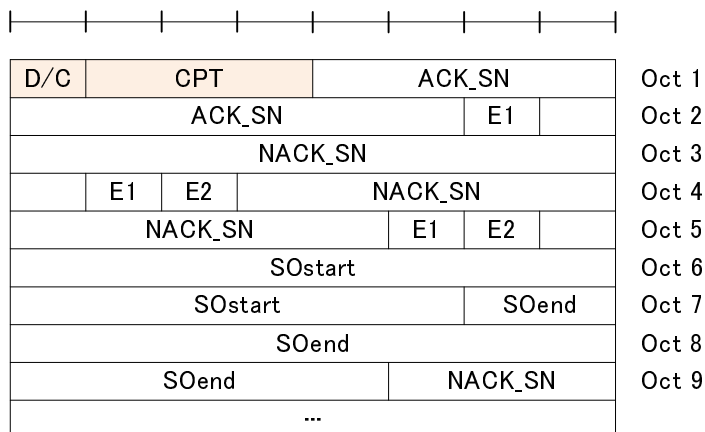 D/C CPT ACK_SN Oct 1
ACK_SN E1 Oct 2
NACK_SN Oct 3
E1 E2 NACK_SN Oct 4
NACK_SN E1 E2 Oct 5
SOstart Oct 6
SOstart SOend Oct 7
SOend Oct 8
SOend NACK_SN Oct 9
...